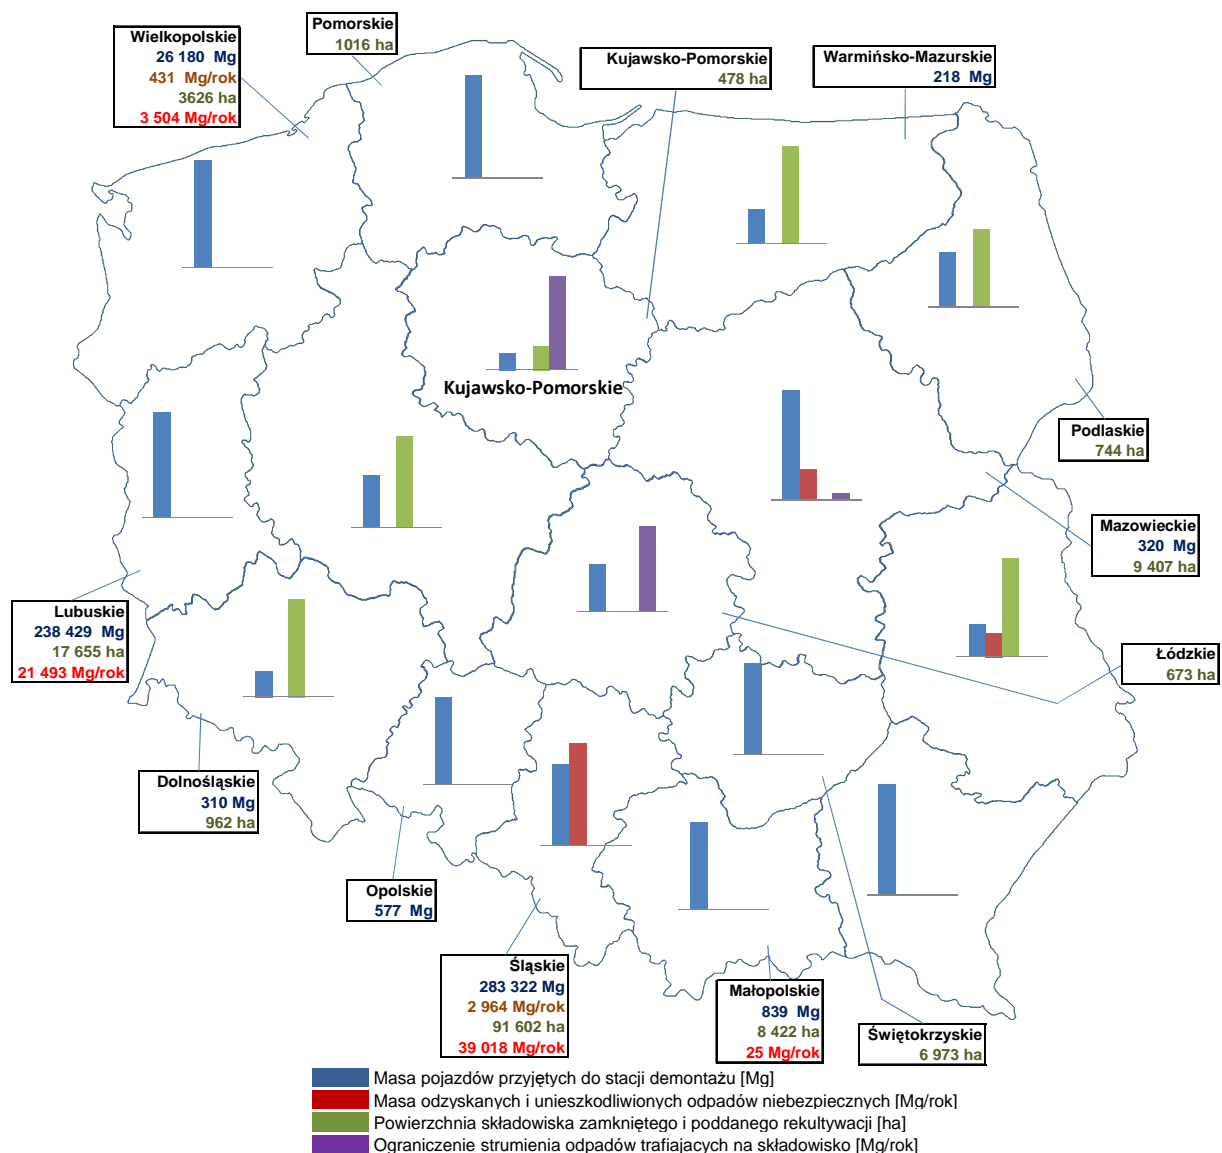 Wielkopolskie
26 180 Mg
431 Mg/rok
3626 ha
3 504 Mg/rok
Pomorskie
1016 ha
Kujawsko-Pomorskie
478 ha
Warmińsko-Mazurskie
218 Mg
Kujawsko-Pomorskie
Podlaskie
744 ha
Mazowieckie
320 Mg
9 407 ha
Lubuskie
238 429 Mg
17 655 ha
21 493 Mg/rok
Łódzkie
673 ha
Dolnośląskie
310 Mg
962 ha
Opolskie
577 Mg
Śląskie
283 322 Mg
2 964 Mg/rok
91 602 ha
39 018 Mg/rok
Małopolskie
839 Mg
8 422 ha
25 Mg/rok
Świętokrzyskie
6 973 ha
Masa pojazdów przyjętych do stacji demontażu [Mg]
Masa odzyskanych i unieszkodliwionych odpadów niebezpiecznych [Mg/rok]
Powierzchnia składowiska zamkniętego i poddanego rekultywacji [ha]
Ograniczenie strumienia odpadów trafiających na składowisko [Mg/rok]